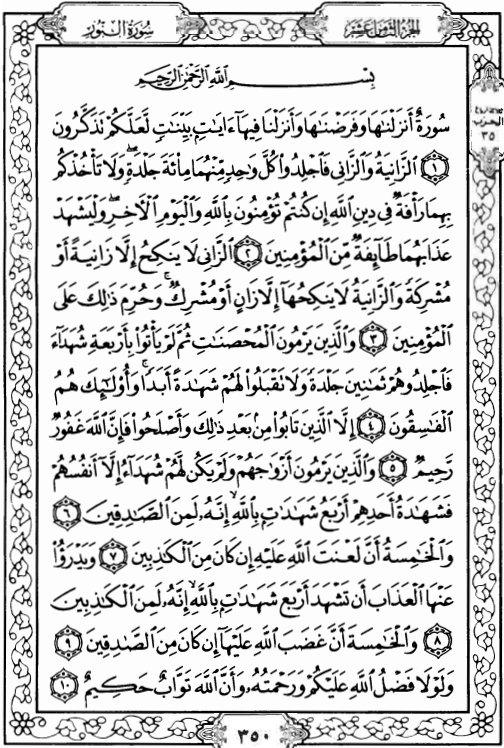 سُورَةُ النُّورِ
الجزء الثامن عشر
الحزب
٣٥
بِسْمِ اللَّهِ الرَّحْمَٰنِ الرَّحِيمِ
سُورَةٌ أَنزَلْنَاهَا وَفَرَضْنَاهَا وَأَنزَلْنَا فِيهَا ءَايَاتٍ بَيِّنَاتٍ لَّعَلَّكُمْ تَذَكَّرُونَ
١ الزَّانِيَةُ وَالزَّانِي فَاجْلِدُوا كُلَّ وَاحِدٍ مِّنْهُمَا مِائَةَ جَلْدَةٍ وَلَا تَأْخُذْكُم
بِهِمَا رَأْفَةٌ فِي دِينِ اللَّهِ إِن كُنتُمْ تُؤْمِنُونَ بِاللَّهِ وَالْيَوْمِ الْآخِرِ وَلْيَشْهَدْ
عَذَابَهُمَا طَائِفَةٌ مِّنَ الْمُؤْمِنِينَ ٢ الزَّانِي لَا يَنكِحُ إِلَّا زَانِيَةً أَوْ
مُشْرِكَةً وَالزَّانِيَةُ لَا يَنكِحُهَا إِلَّا زَانٍ أَوْ مُشْرِكٌ وَحُرِّمَ ذَٰلِكَ عَلَى
الْمُؤْمِنِينَ ٣ وَالَّذِينَ يَرْمُونَ الْمُحْصَنَاتِ ثُمَّ لَمْ يَأْتُوا بِأَرْبَعَةِ شُهَدَاءَ
فَاجْلِدُوهُمْ ثَمَانِينَ جَلْدَةً وَلَا تَقْبَلُوا لَهُمْ شَهَادَةً أَبَدًا وَأُولَٰئِكَ هُمُ
الْفَاسِقُونَ ٤ إِلَّا الَّذِينَ تَابُوا مِن بَعْدِ ذَٰلِكَ وَأَصْلَحُوا فَإِنَّ اللَّهَ غَفُورٌ
رَّحِيمٌ ٥ وَالَّذِينَ يَرْمُونَ أَزْوَاجَهُمْ وَلَمْ يَكُن لَّهُمْ شُهَدَاءُ إِلَّا أَنفُسُهُمْ
فَشَهَادَةُ أَحَدِهِمْ أَرْبَعُ شَهَادَاتٍ بِاللَّهِ إِنَّهُ لَمِنَ الصَّادِقِينَ ٦
وَالْخَامِسَةُ أَنَّ لَعْنَتَ اللَّهِ عَلَيْهِ إِن كَانَ مِنَ الْكَاذِبِينَ ٧ وَيَدْرَؤُا
عَنْهَا الْعَذَابَ أَن تَشْهَدَ أَرْبَعَ شَهَادَاتٍ بِاللَّهِ إِنَّهُ لَمِنَ الْكَاذِبِينَ
٨ وَالْخَامِسَةَ أَنَّ غَضَبَ اللَّهِ عَلَيْهَا إِن كَانَ مِنَ الصَّادِقِينَ ٩
وَلَوْلَا فَضْلُ اللَّهِ عَلَيْكُمْ وَرَحْمَتُهُ وَأَنَّ اللَّهَ تَوَّابٌ حَكِيمٌ ١٠
٣٥٠